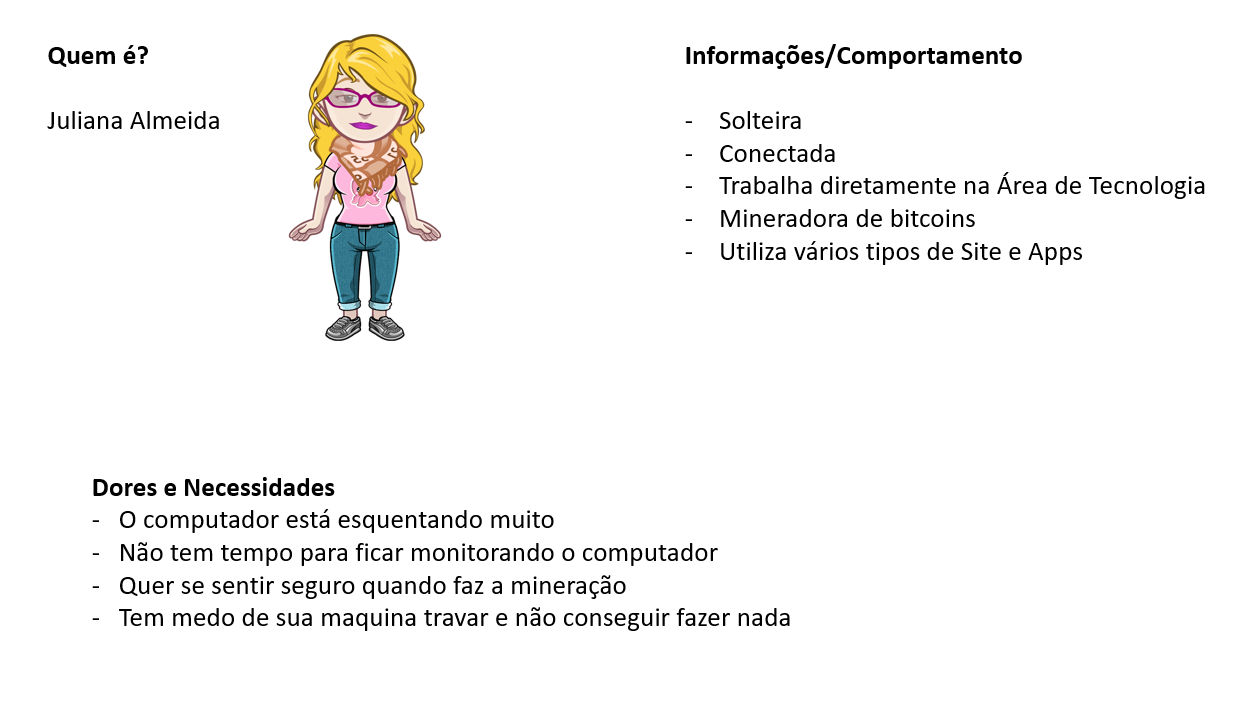 Quem é?
Juliana Almeida
Informações/Comportamento
- Solteira
- Conectada
- Trabalha diretamente na Área de Tecnologia
- Mineradora de bitcoins
- Utiliza vários tipos de Site e Apps
Dores e Necessidades
- O computador está esquentando muito
- Não tem tempo para ficar monitorando o computador
- Quer se sentir seguro quando faz a mineração
- Tem medo de sua maquina travar e não conseguir fazer nada